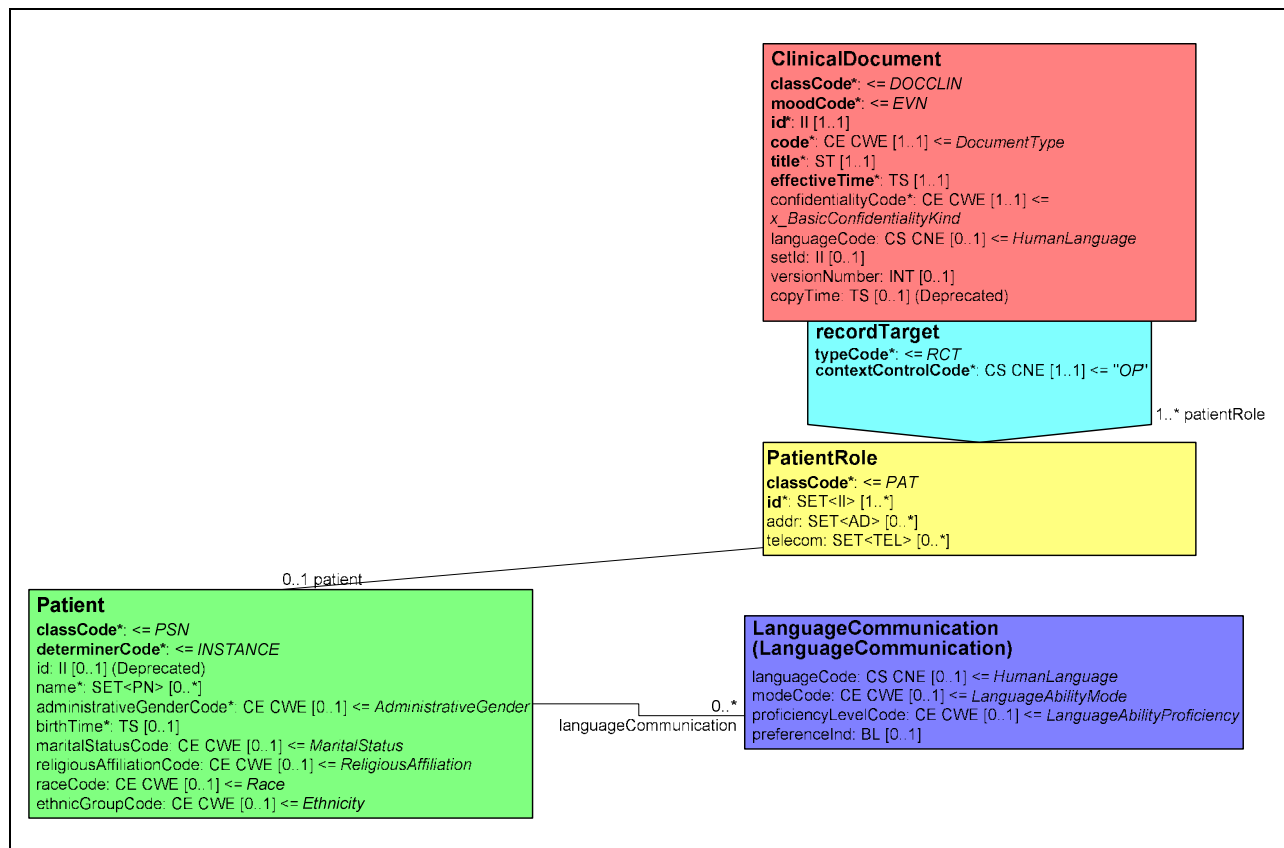 ClinicalDocument
classCode*: <= DOCCLIN
moodCode*: <= EVN
id*: II [1..1]
code*: CE CWE [1..1] <= DocumentType
title*: ST [1..1]
effectiveTime*: TS [1..1]
confidentialityCode*: CE CWE [1..1] <=
x_BasicConfidentialityKind
languageCode: CS CNE [0..1] <= HumanLanguage
setId: II [0..1]
versionNumber: INT [0..1]
copyTime: TS [0..1] (Deprecated)
recordTarget
typeCode*: <= RCT
contextControlCode*: CS CNE [1..1] <= "OP"
1..* patientRole
PatientRole
classCode*: <= PAT
id*: SET<II> [1..*]
addr: SET<AD> [0..*]
telecom: SET<TEL> [0..*]
0..1 patient
Patient
classCode*: <= PSN
determinerCode*: <= INSTANCE
id: II [0..1] (Deprecated)
name*: SET<PN> [0..*]
administrativeGenderCode*: CE CWE [0..1] <= AdministrativeGender
birthTime*: TS [0..1]
maritalStatusCode: CE CWE [0..1] <= MaritalStatus
religiousAffiliationCode: CE CWE [0..1] <= ReligiousAffiliation
raceCode: CE CWE [0..1] <= Race
ethnicGroupCode: CE CWE [0..1] <= Ethnicity
0..*
languageCommunication
LanguageCommunication
(LanguageCommunication)
languageCode: CS CNE [0..1] <= HumanLanguage
modeCode: CE CWE [0..1] <= LanguageAbilityMode
proficiencyLevelCode: CE CWE [0..1] <= LanguageAbilityProficiency
preferenceInd: BL [0..1]